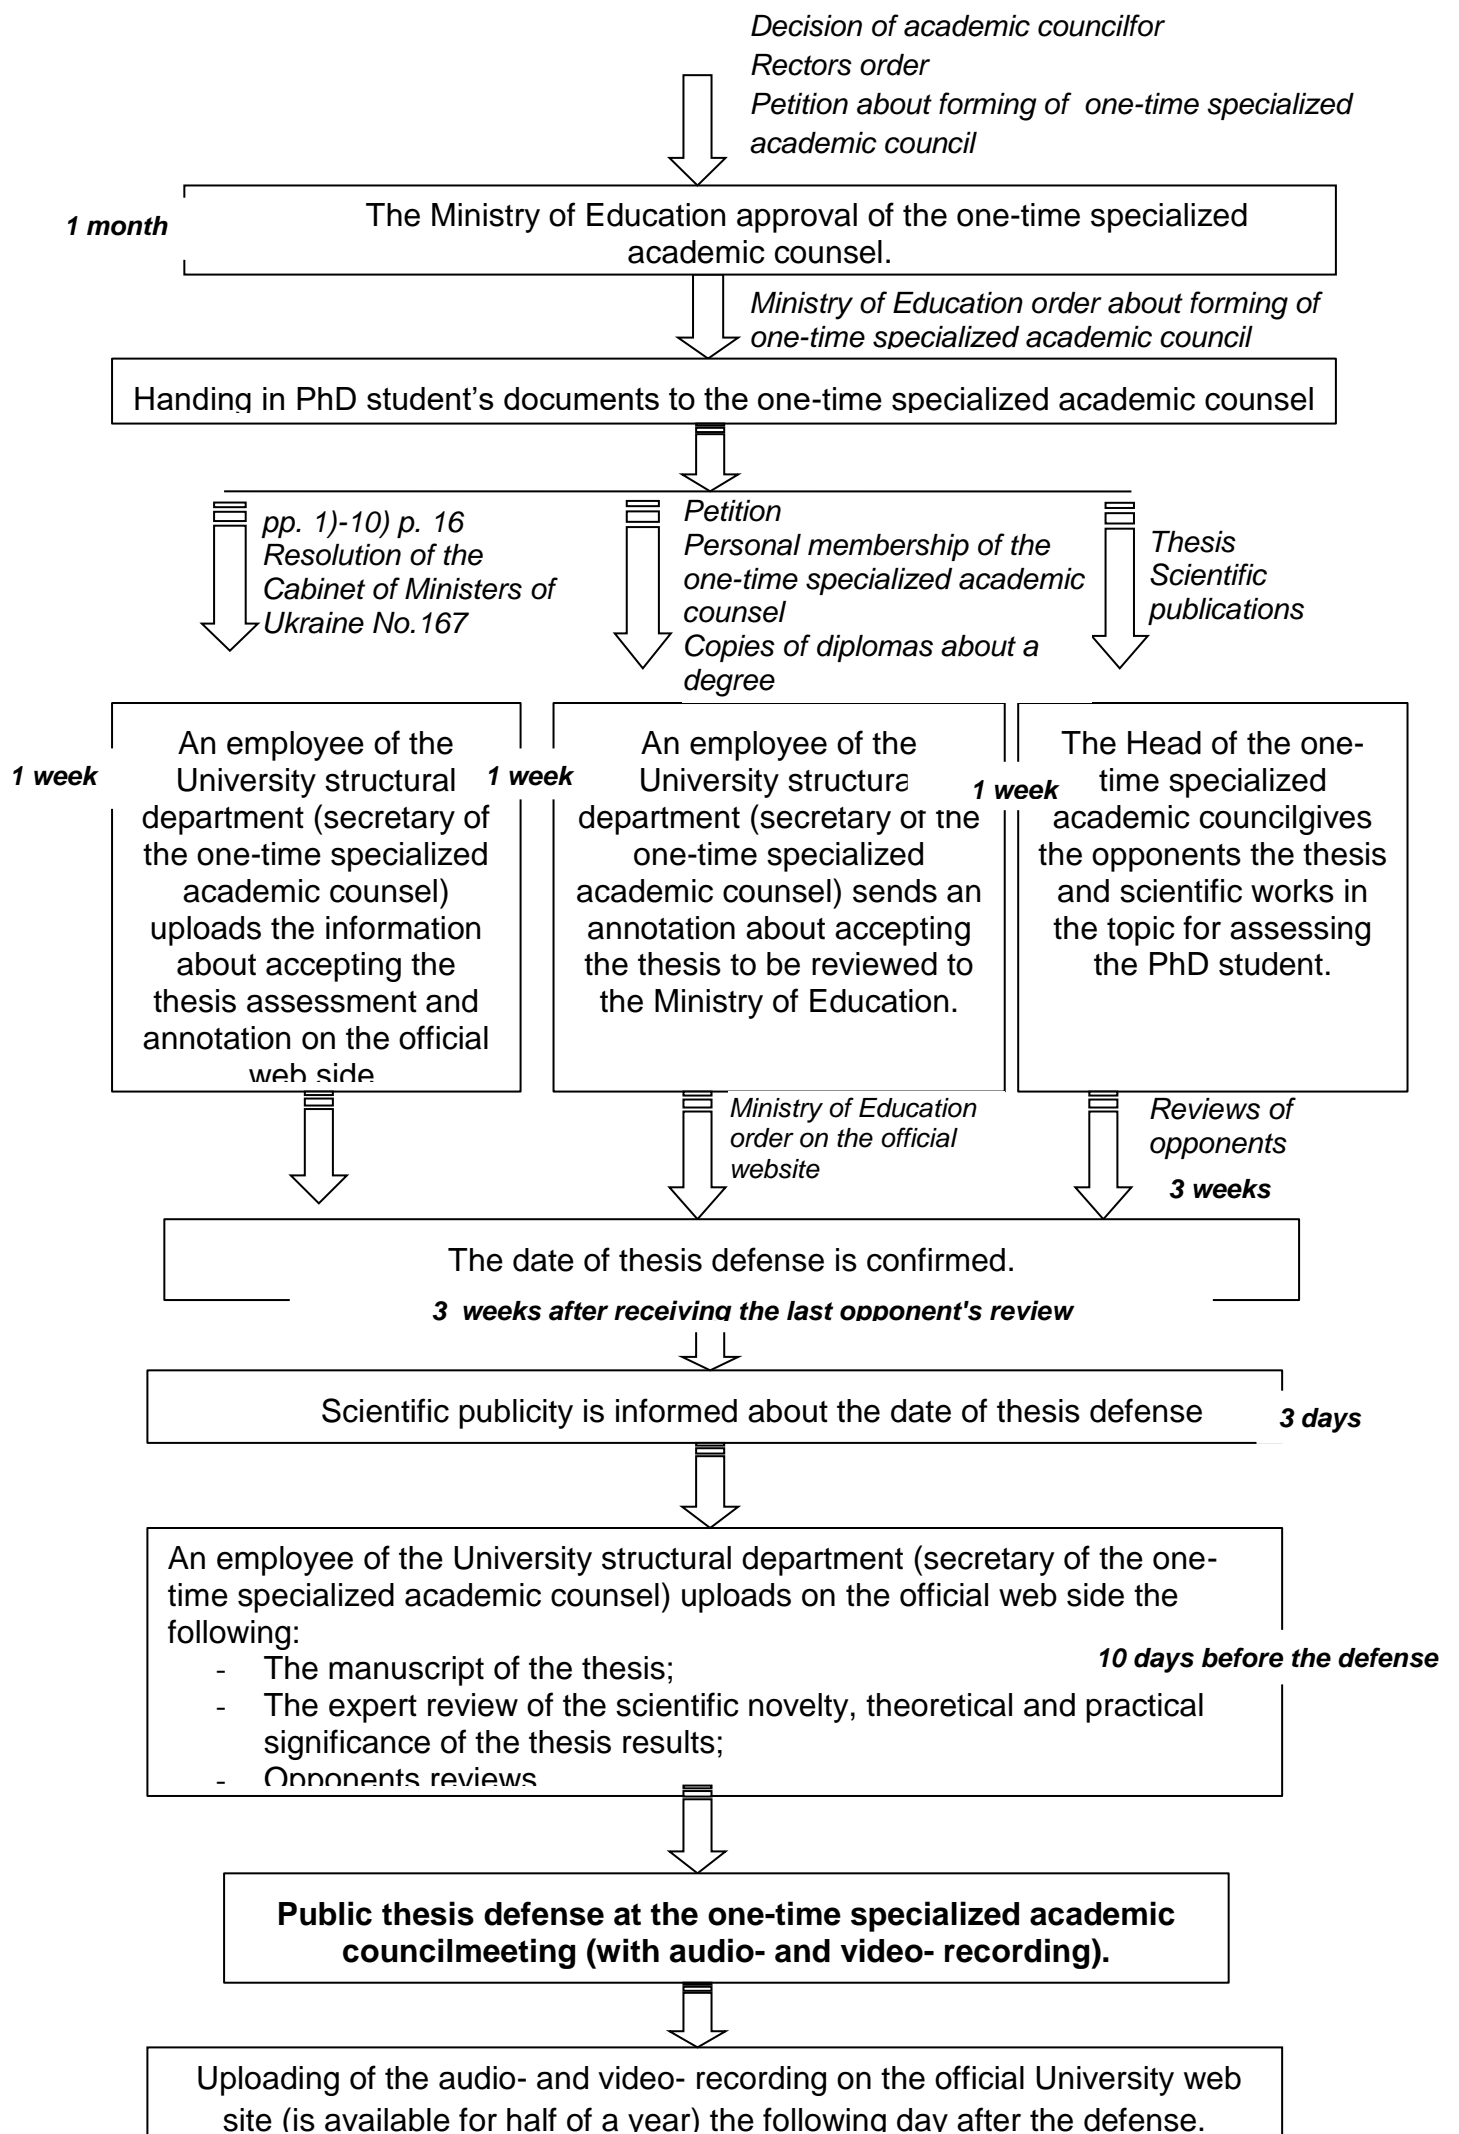 Decision of academic councilfor
Rectors order
Petition about forming of one-time specialized
academic council
1 month
The Ministry of Education approval of the one-time specialized
academic counsel.
Ministry of Education order about forming of
one-time specialized academic council
Handing in PhD student's documents to the one-time specialized academic counsel
pp. 1)-10) p. 16
Resolution of the
Cabinet of Ministers of
Ukraine No.167
Petition
Personal membership of the
one-time specialized academic
counsel
Copies of diplomas about a
degree
Thesis
Scientific
publications
1 week
An employee of the
University structural
department (secretary of
the one-time specialized
academic counsel)
uploads the information
about accepting the
thesis assessment and
annotation on the official
web side
1 week
An employee of the
University structura
department (secretary of the
one-time specialized
academic counsel) sends an
annotation about accepting
the thesis to be reviewed to
the Ministry of Education.
1 week
The Head of the one-
time specialized
academic councilgives
the opponents the thesis
and scientific works in
the topic for assessing
the PhD student.
Ministry of Education
order on the official
website
Reviews of
opponents
3 weeks
The date of thesis defense is confirmed.
3 weeks after receiving the last opponent's review
Scientific publicity is informed about the date of thesis defense
3 days
An employee of the University structural department (secretary of the one-
time specialized academic counsel) uploads on the official web side the
following:
- The manuscript of the thesis;
10 days before the defense
- The expert review of the scientific novelty, theoretical and practical
significance of the thesis results;
- Opponents reviews
Public thesis defense at the one-time specialized academic
councilmeeting (with audio- and video- recording).
Uploading of the audio- and video- recording on the official University web
site (is available for half of a year) the following day after the defense.